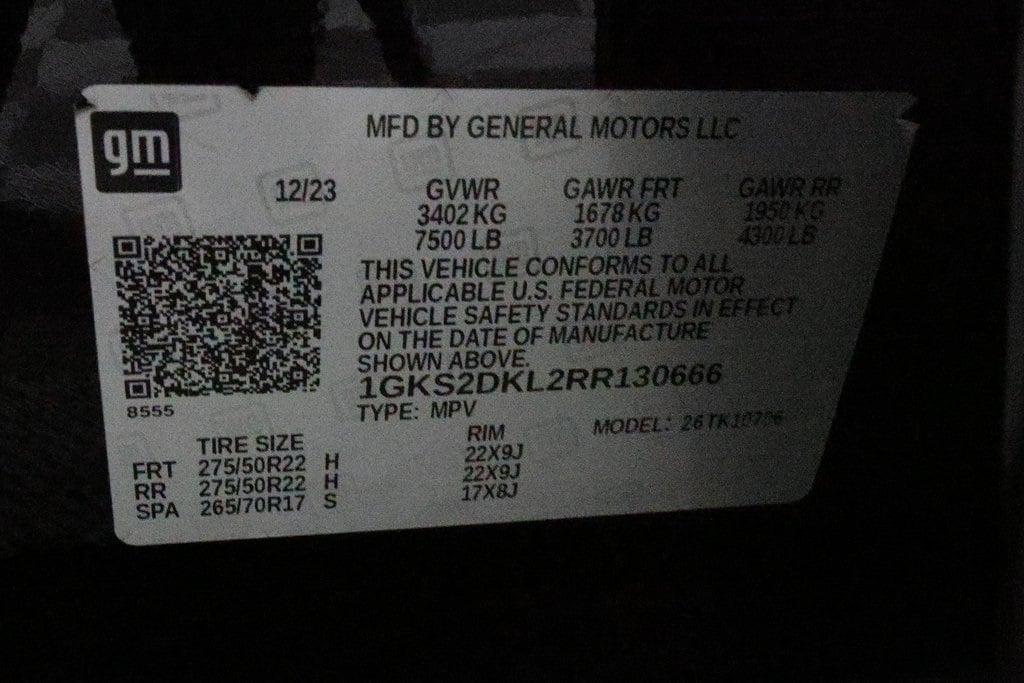 gm
MFD BY GENERAL MOTORS LLC
12/23 GVWR GAWR FRT GAWR RR
3402 KG 1678 KG 1950 KG
7500 LB 3700 LB 4300 LB
THIS VEHICLE CONFORMS TO ALL
APPLICABLE U.S. FEDERAL MOTOR
VEHICLE SAFETY STANDARDS IN EFFECT
ON THE DATE OF MANUFACTURE
SHOWN ABOVE.
1GKS2DKL2RR130666
8555
TYPE: MPV
MODEL: 26TK10706
TIRE SIZE RIM
FRT 275/50R22 H 22X9J
RR 275/50R22 H 22X9J
SPA 265/70R17 S 17X8J